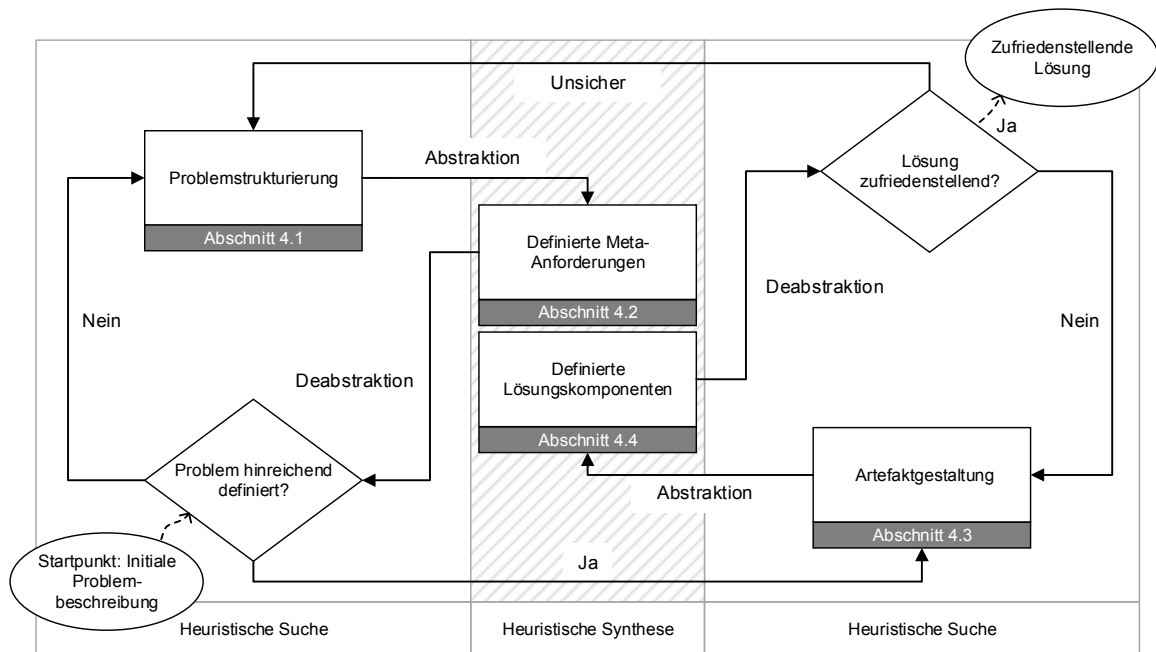 Zufriedenstellende
Lösung
Unsicher
Ja
Abstraktion
Problemstrukturierung
Abschnitt 4.1
Lösung
zufriedenstellend?
Definierte Meta-
Anforderungen
Abschnitt 4.2
Deabstraktion
Nein
Nein
Definierte
Lösungskomponenten
Abschnitt 4.4
Deabstraktion
Problem hinreichend
definiert?
Artefaktgestaltung
Abschnitt 4.3
Abstraktion
Startpunkt: Initiale
Problem-
beschreibung
Ja
Heuristische Suche
Heuristische Synthese
Heuristische Suche